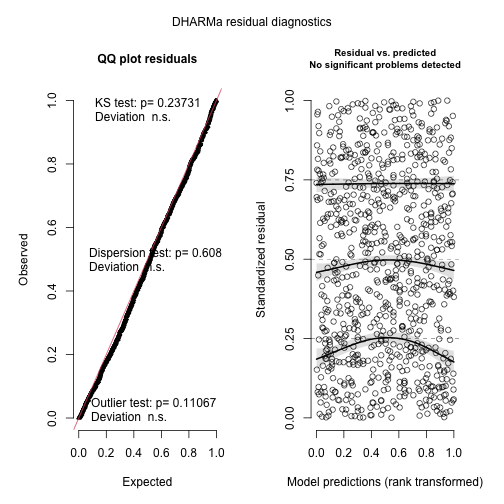 DHARMa residual diagnostics
QQ plot residuals
KS test: p= 0.23731
Deviation n.s.
Dispersion test: p= 0.608
Deviation n.s.
Outlier test: p= 0.11067
Deviation n.s.
Observed
0.0
0.2
0.4
0.6
0.8
1.0
0.0
0.2
0.4
0.6
0.8
1.0
Expected
Residual vs. predicted
No significant problems detected
Standardized residual
0.00
0.25
0.50
0.75
1.00
0.0
0.2
0.4
0.6
0.8
1.0
Model predictions (rank transformed)